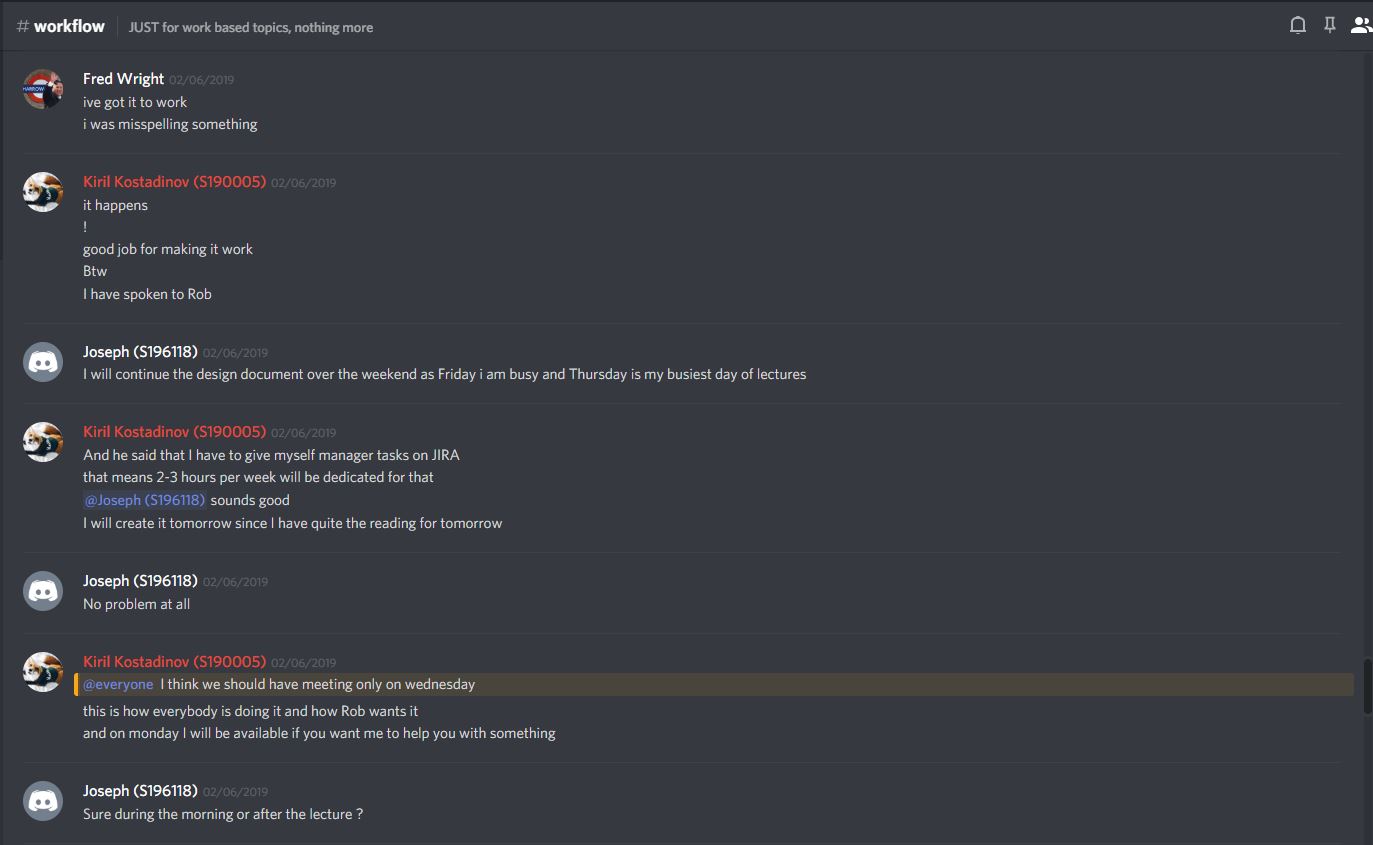 # workflow JUST for work based topics, nothing more
Fred Wright 02/06/2019
HARROW
ive got it to work
i was misspelling something
Kiril Kostadinov (S190005) 02/06/2019
it happens
!
good job for making it work
Btw
I have spoken to Rob
Joseph (S196118) 02/06/2019
I will continue the design document over the weekend as Friday i am busy and Thursday is my busiest day of lectures
Kiril Kostadinov (S190005) 02/06/2019
And he said that I have to give myself manager tasks on JIRA
that means 2-3 hours per week will be dedicated for that
@Joseph (S196118) sounds good
I will create it tomorrow since I have quite the reading for tomorrow
Joseph (S196118) 02/06/2019
No problem at all
Kiril Kostadinov (S190005) 02/06/2019
@everyone I think we should have meeting only on wednesday
this is how everybody is doing it and how Rob wants it
and on monday I will be available if you want me to help you with something
Joseph (S196118) 02/06/2019
Sure during the morning or after the lecture ?